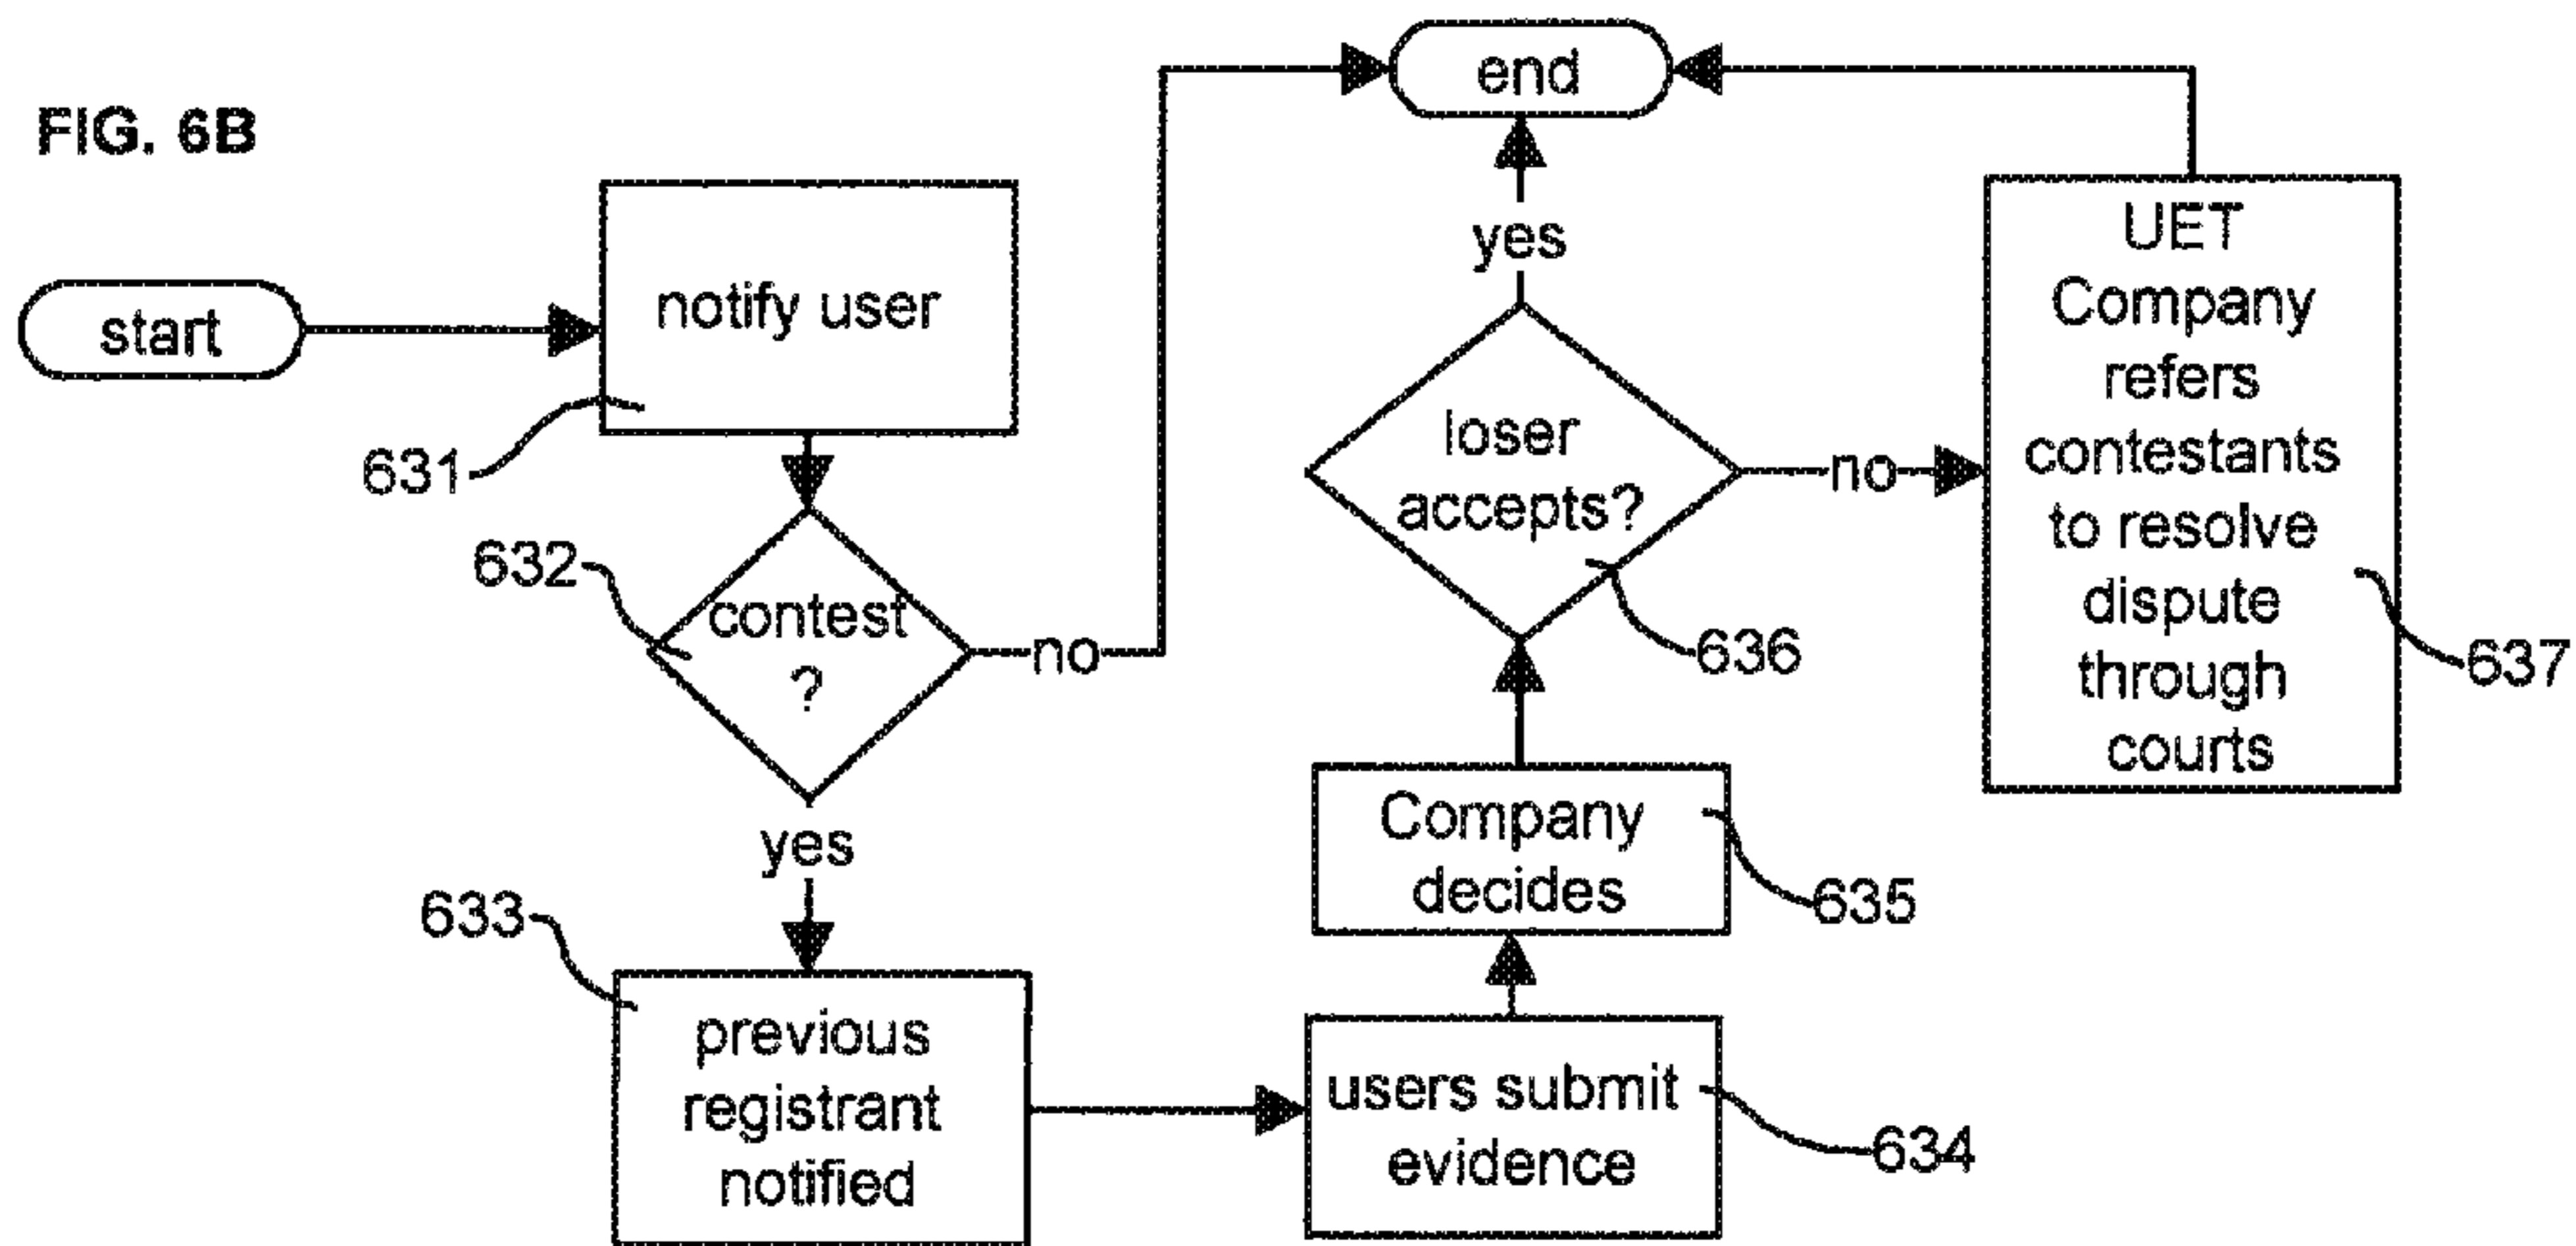 FIG. 6B
start
notify user
631
632
contest
?
no
yes
633
previous
registrant
notified
users submit
evidence
634
Company
decides
635
loser
accepts?
636
yes
end
no
UET
Company
refers
contestants
to resolve
dispute
through
courts
637